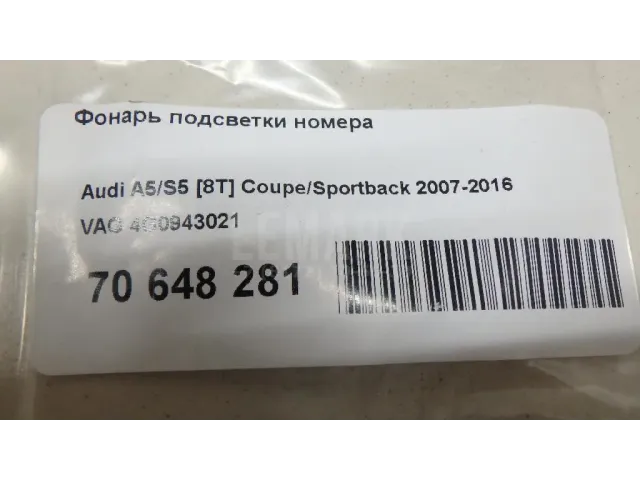 Фонарь подсветки номера
Audi A5/S5 [8T] Coupe/Sportback 2007-2016
VAG 4G0943021
70 648 281